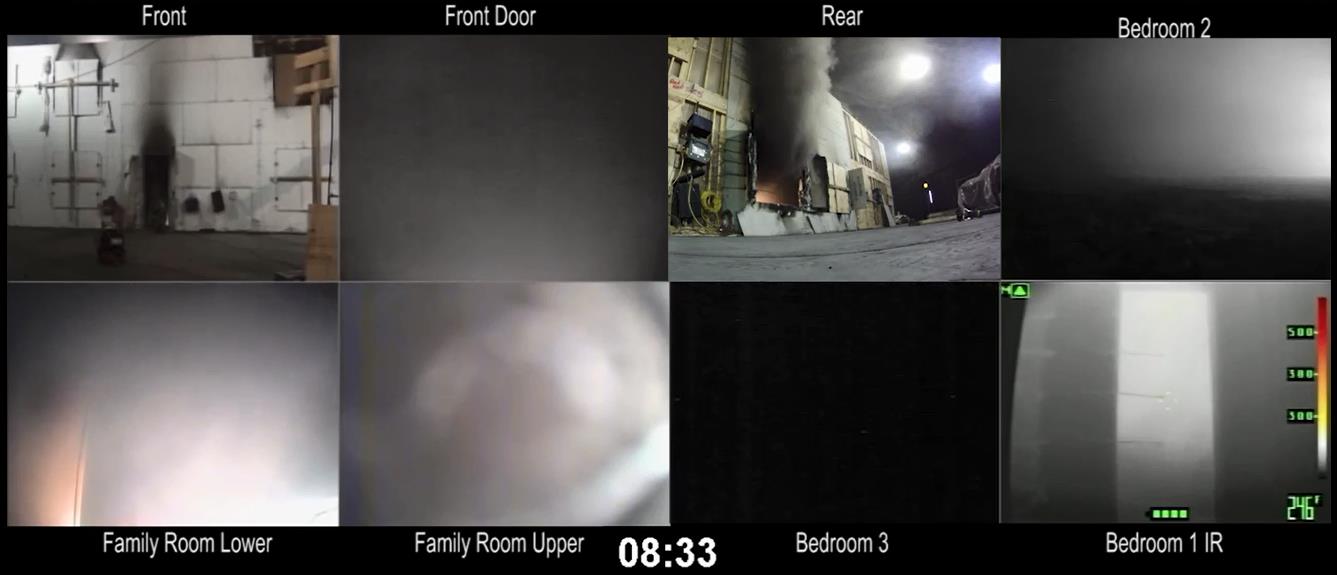 Front
Front Door
Rear
Bedroom 2
500
300
300
246°F
Family Room Lower
Family Room Upper
08:33
Bedroom 3
Bedroom 1 IR